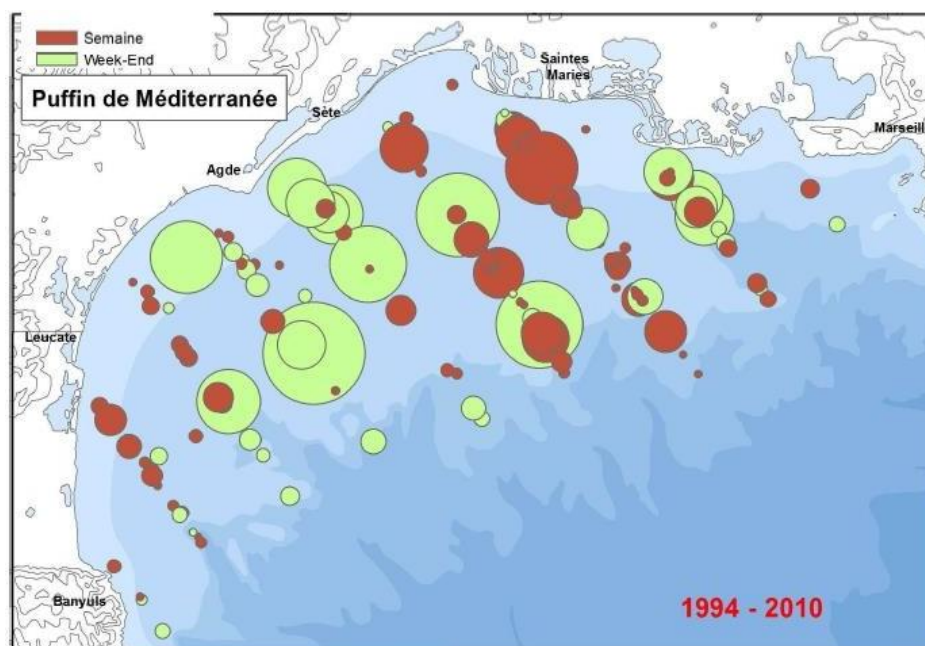 Semaine
Week-End
Puffin de Méditerranée
Saintes
Maries
Sète
Marseill
Agde
Leucate
Banyuls
1994 - 2010